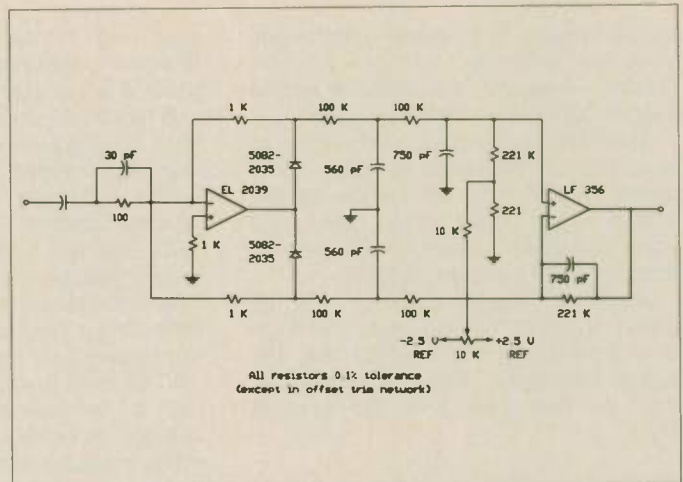 1 K
100 K
100 K
30 pF
5082-
2035
560 pF
750 pF
221 K
EL 2039
LF 356
100
221
1 K
5082-
2035
560 pF
10 K
750 pF
1 K
100 K
100 K
221 K
-2.5 V
REF
10 K
+2.5 V
REF
All resistors 0.1% tolerance
(except in offset trim network)